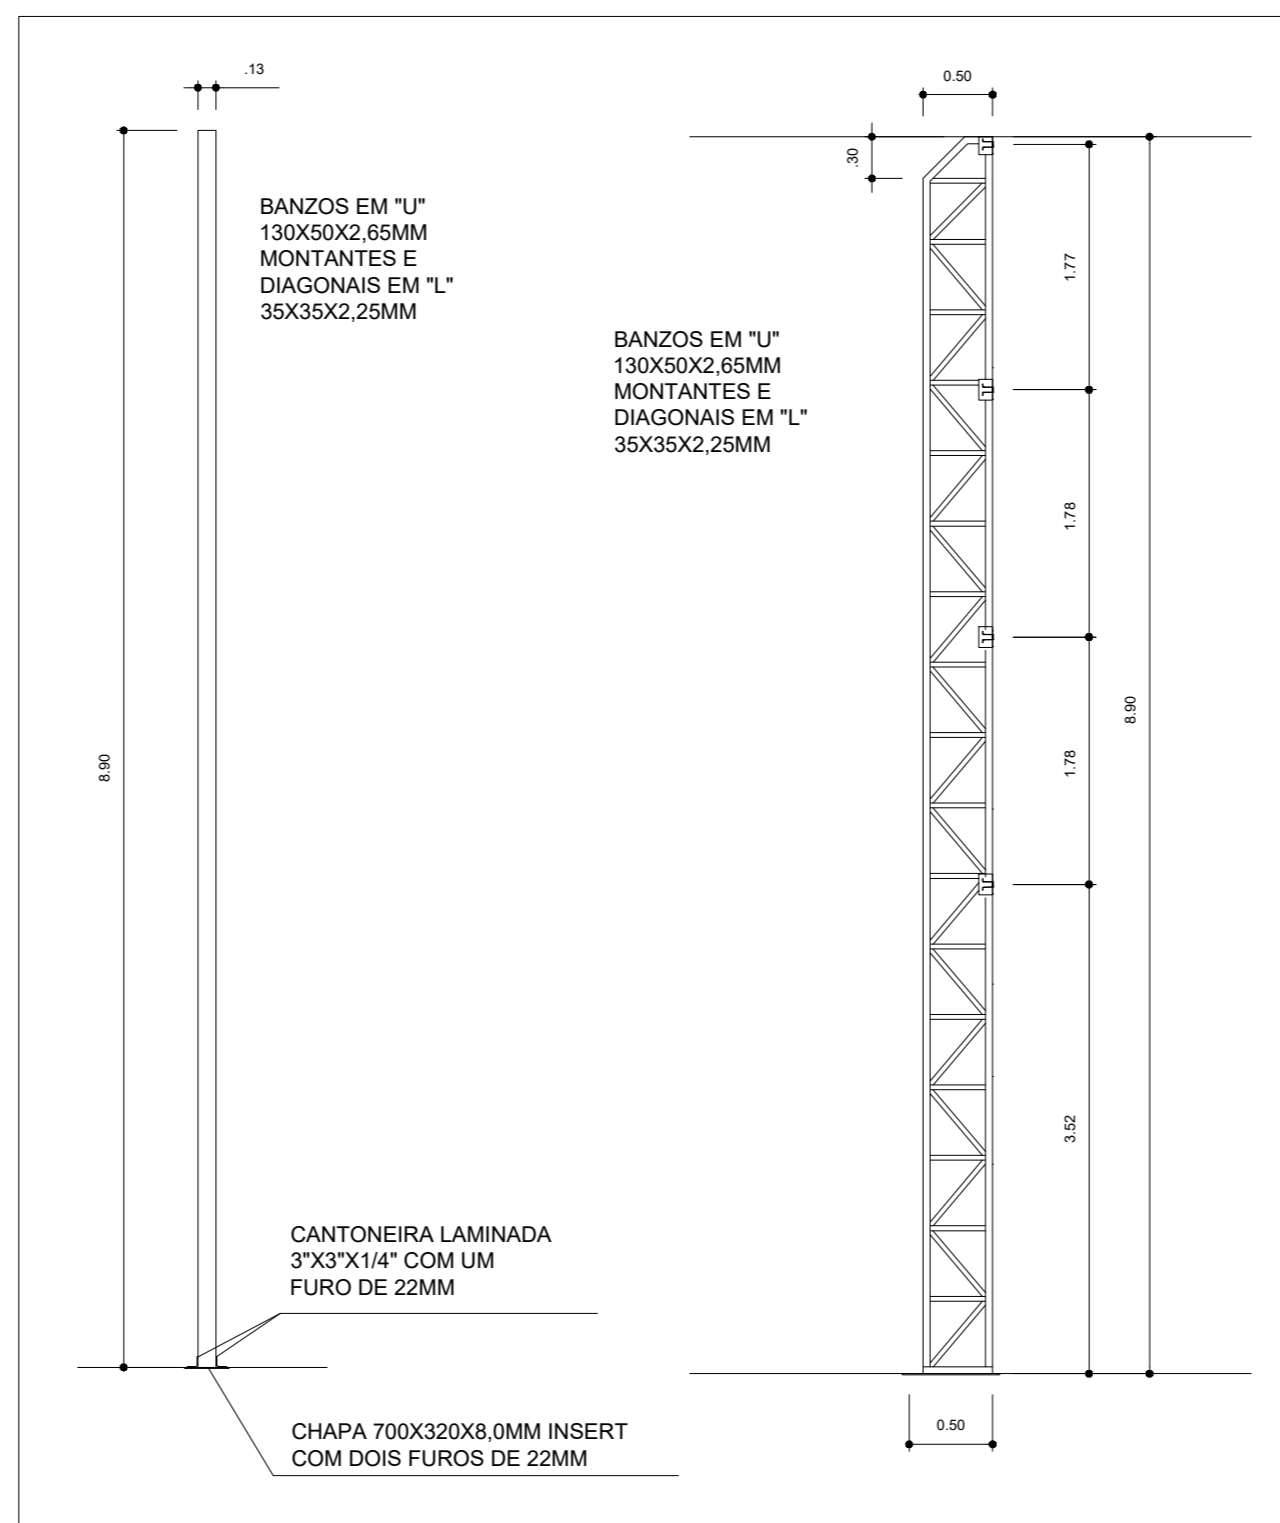 .13
0.50
.30
BANZOS EM "U"
130X50X2,65MM
MONTANTES E
DIAGONAIS EM "L"
35X35X2,25MM
1.77
BANZOS EM "U"
130X50X2,65MM
MONTANTES E
DIAGONAIS EM "L"
35X35X2,25MM
1.78
8.90
8.90
1.78
3.52
CANTONEIRA LAMINADA
3"X3"X1/4" COM UM
FURO DE 22MM
CHAPA 700X320X8,0MM INSERT
COM DOIS FUROS DE 22MM
0.50